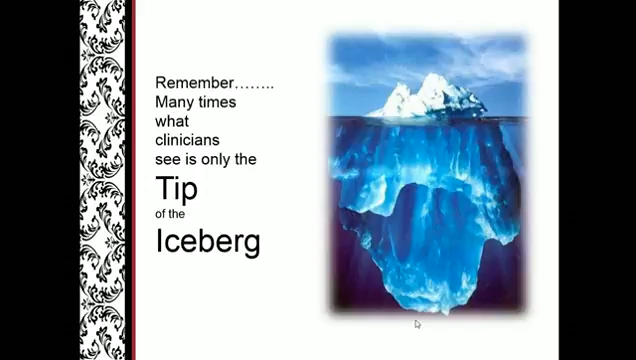 Remember……..
Many times
what
clinicians
see is only the
Tip
of the
Iceberg